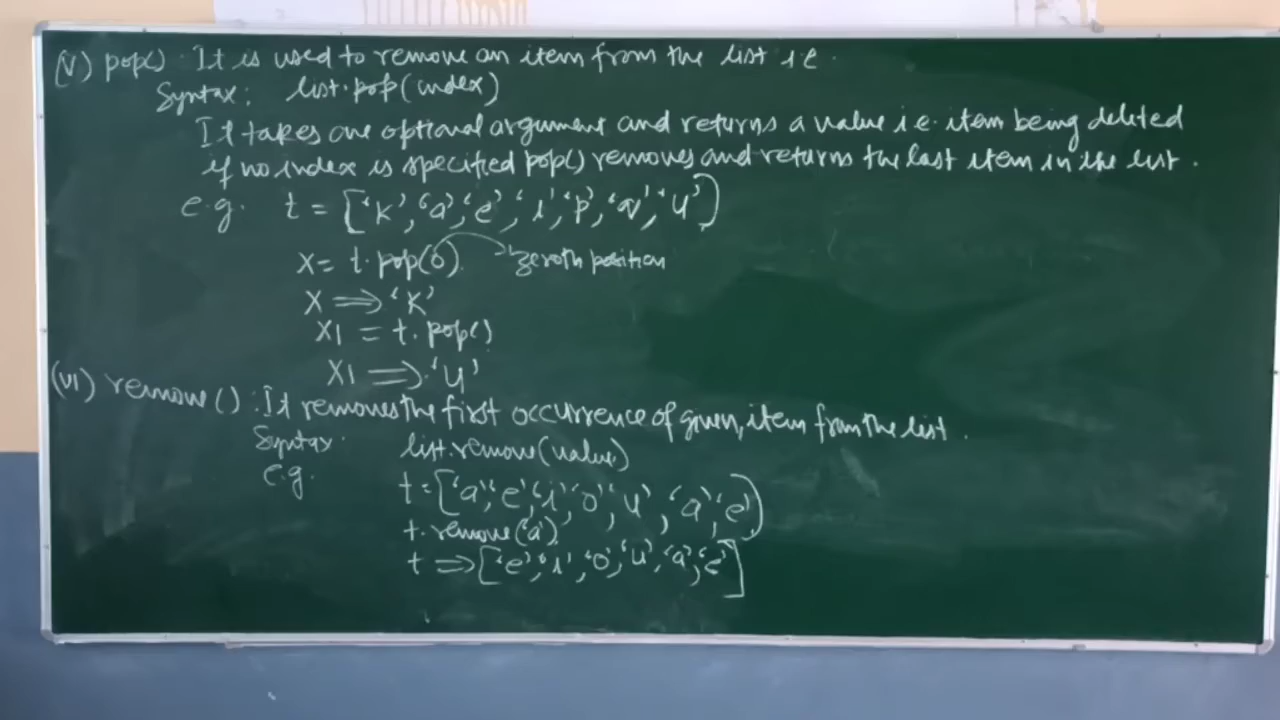 (v) pop() : It is used to remove an item from the list i.e.
Syntax: list.pop(index)
It takes one optional argument and returns a value i.e. item being deleted
if no index is specified pop() removes and returns the last item in the list.
e.g. t = ['k','a','e','i','p','q','u']
x = t.pop(0) zeroth position
x ⇒ 'k'
x1 = t.pop()
x1 ⇒ 'u'
(vi) remove() : It removes the first occurrence of given item from the list.
Syntax. list.remove(value)
e.g. t=['a','e','i','o','u','a','e']
t.remove('a')
t ⇒ ['e','i','o','u','a','e']